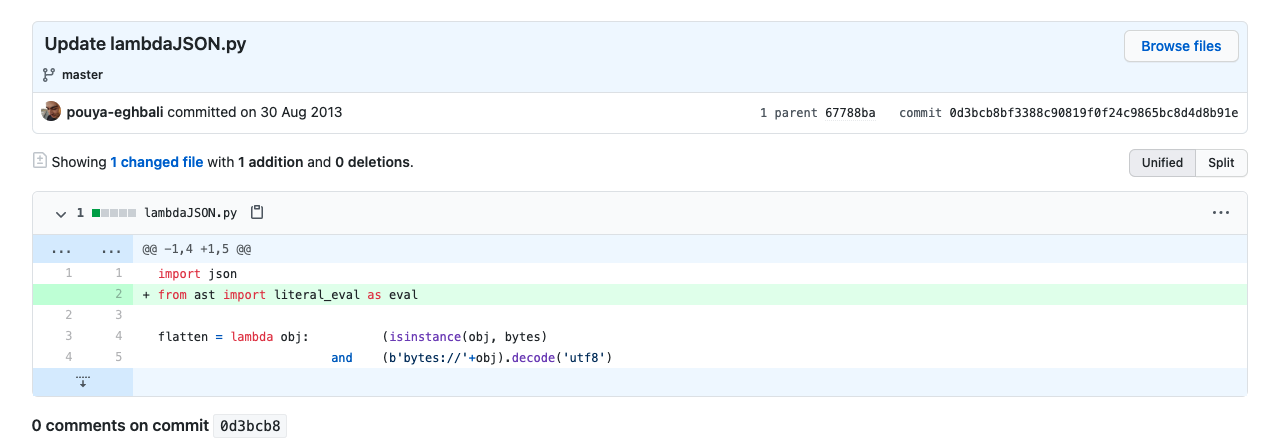 Update lambdaJSON.py
Browse files
master
pouya-eghbali committed on 30 Aug 2013
1 parent 67788ba commit 0d3bcb8bf3388c90819f0f24c9865bc8d4d8b91e
Showing 1 changed file with 1 addition and 0 deletions.
Unified Split
1 lambdaJSON.py ...
... ... @@ -1,4 +1,5 @@
1 1 import json
2 + from ast import literal_eval as eval
2 3
3 4 flatten = lambda obj: (isinstance(obj, bytes)
4 5 and (b'bytes://'+obj).decode('utf8')
0 comments on commit 0d3bcb8